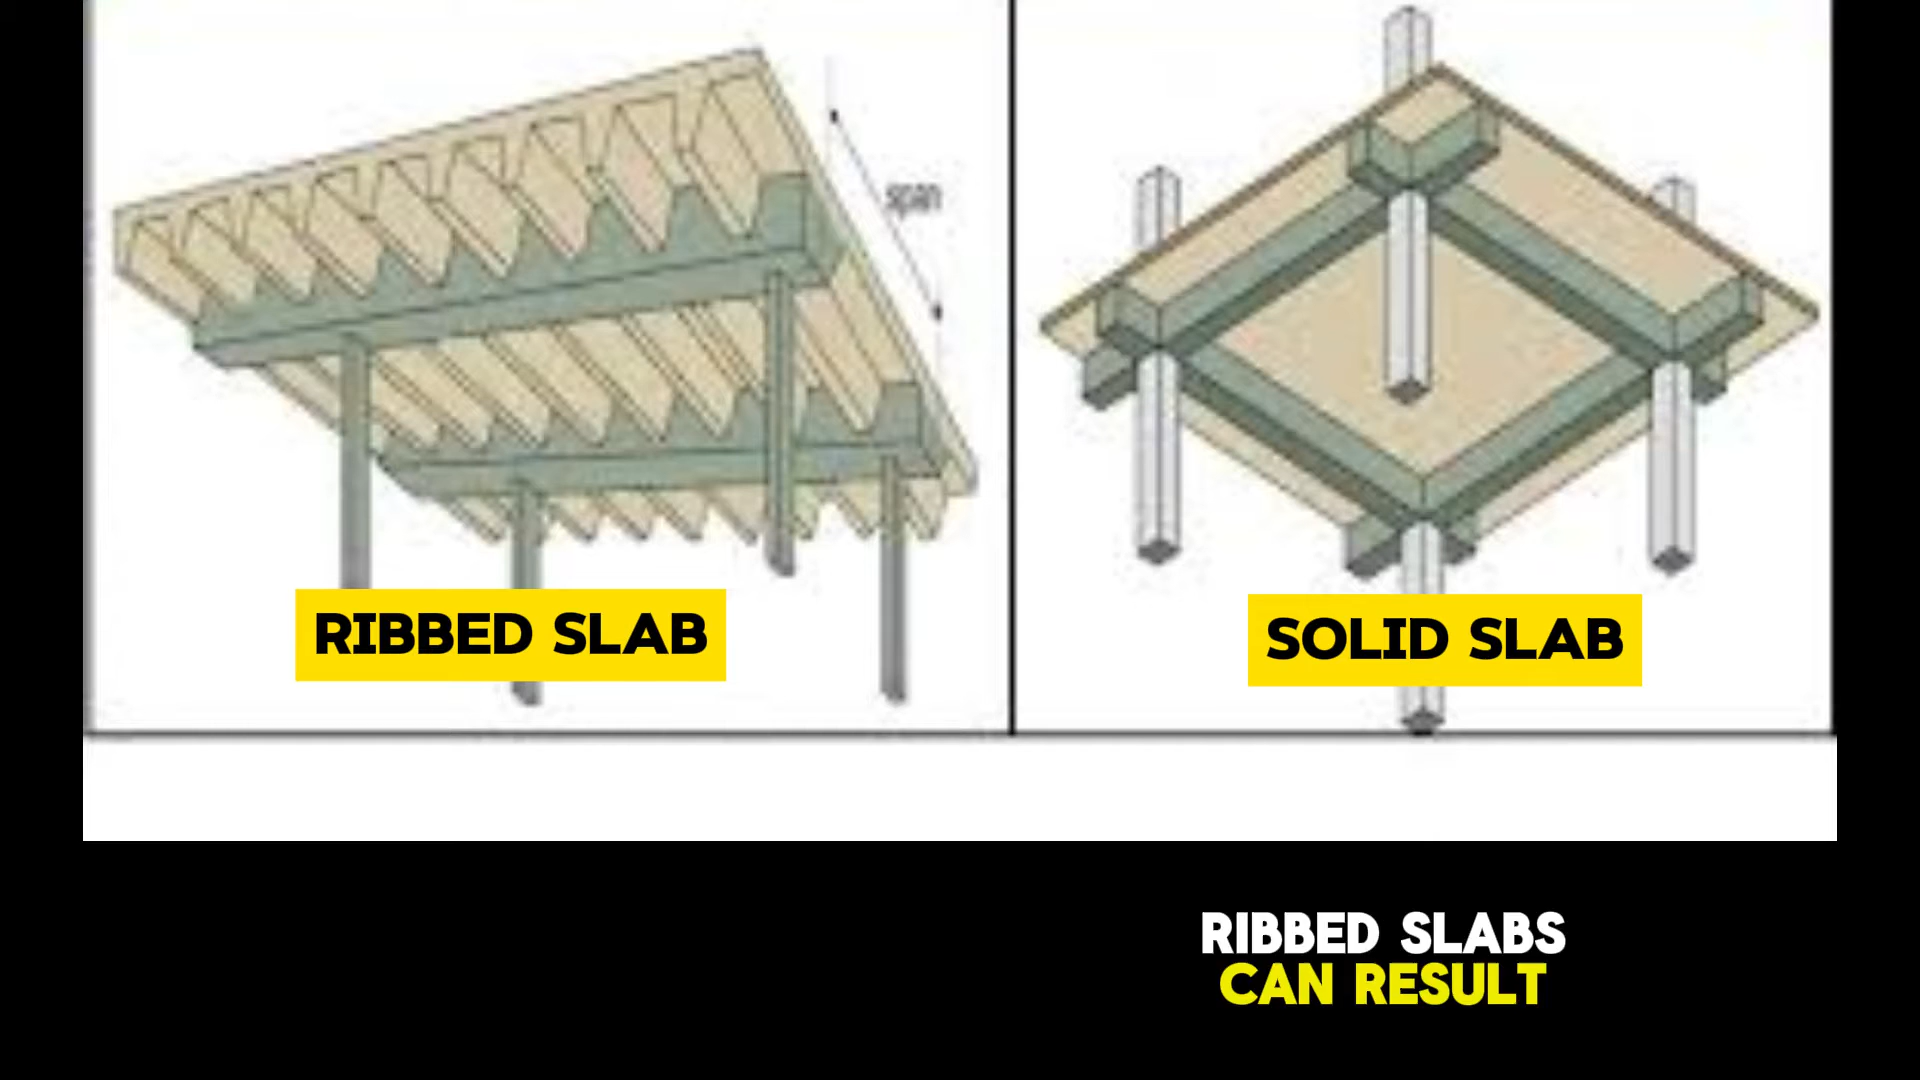 span
RIBBED SLAB
SOLID SLAB
RIBBED SLABS
CAN RESULT